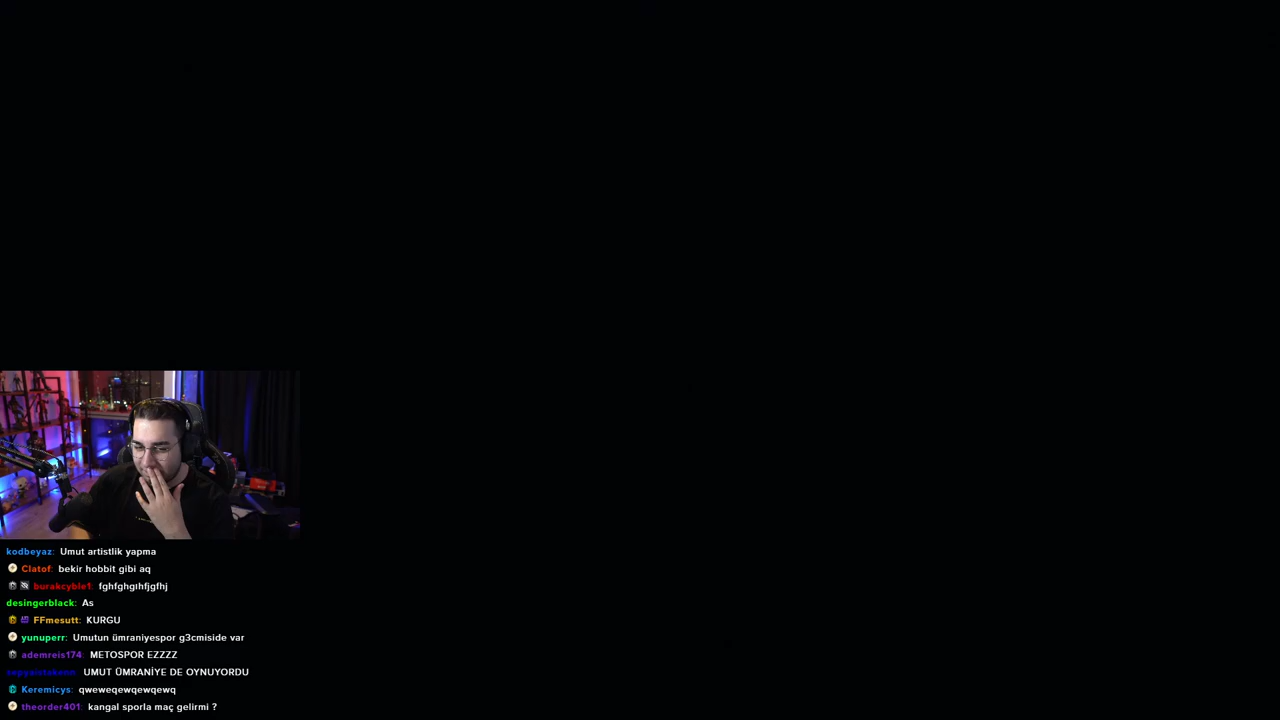 kodbeyaz: Umut artistlik yapma
Clatof: bekir hobbit gibi aq
burakcyble1: fghfghgıhfjgfhj
desingerblack: As
FFmesutt: KURGU
yunuperr: Umutun ümraniyespor g3cmiside var
ademreis174: METOSPOR EZZZZ
UMUT ÜMRANİYE DE OYNUYORDU
Keremicys: qweweqewqewqewq
theorder401: kangal sporla maç gelirmi ?